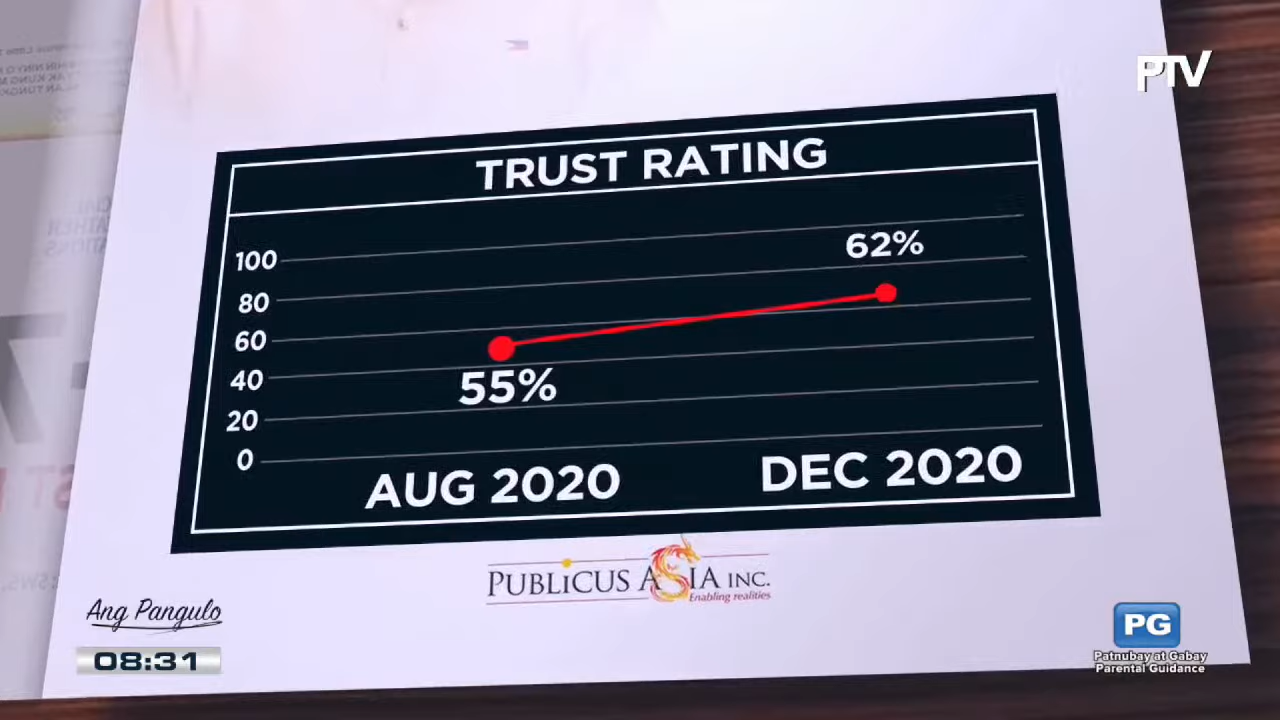 PTV
TRUST RATING
100
80
60
40
20
0
62%
55%
AUG 2020
DEC 2020
PUBLiCUS ASIA INC.
Enabling realities
Ang Pangulo
08:31
PG
Patnubay at Gabay
Parental Guidance